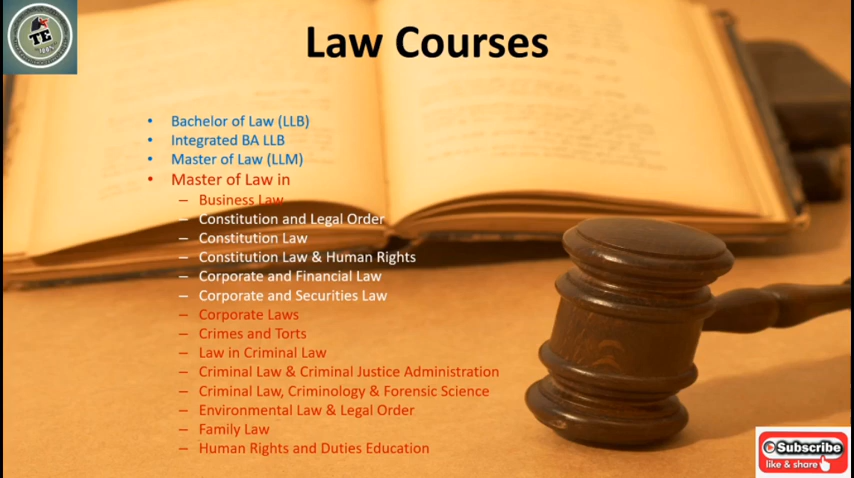 TE
Law Courses
• Bachelor of Law (LLB)
• Integrated BA LLB
• Master of Law (LLM)
• Master of Law in
– Business Law
– Constitution and Legal Order
– Constitution Law
– Constitution Law & Human Rights
– Corporate and Financial Law
– Corporate and Securities Law
– Corporate Laws
– Crimes and Torts
– Law in Criminal Law
– Criminal Law & Criminal Justice Administration
– Criminal Law, Criminology & Forensic Science
– Environmental Law & Legal Order
– Family Law
– Human Rights and Duties Education
Subscribe
like & share